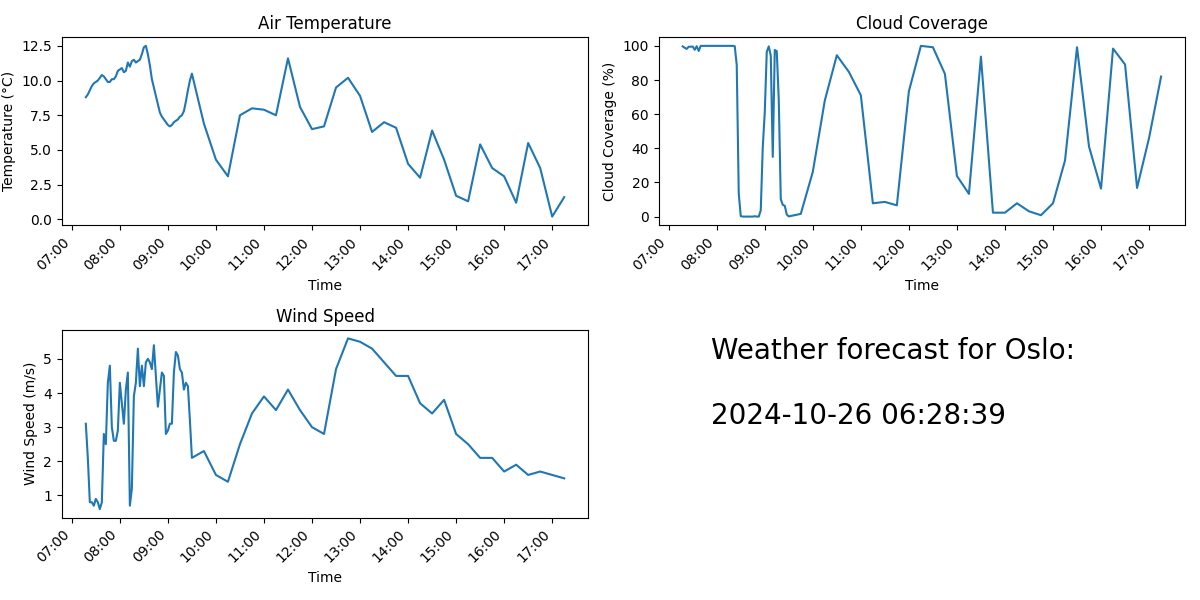 Air Temperature
Temperature (°C)
12.5
10.0
7.5
5.0
2.5
0.0
07:00 08:00 09:00 10:00 11:00 12:00 13:00 14:00 15:00 16:00 17:00
Time
Cloud Coverage
Cloud Coverage (%)
100
80
60
40
20
0
07:00 08:00 09:00 10:00 11:00 12:00 13:00 14:00 15:00 16:00 17:00
Time
Wind Speed
Wind Speed (m/s)
5
4
3
2
1
07:00 08:00 09:00 10:00 11:00 12:00 13:00 14:00 15:00 16:00 17:00
Time
Weather forecast for Oslo:
2024-10-26 06:28:39